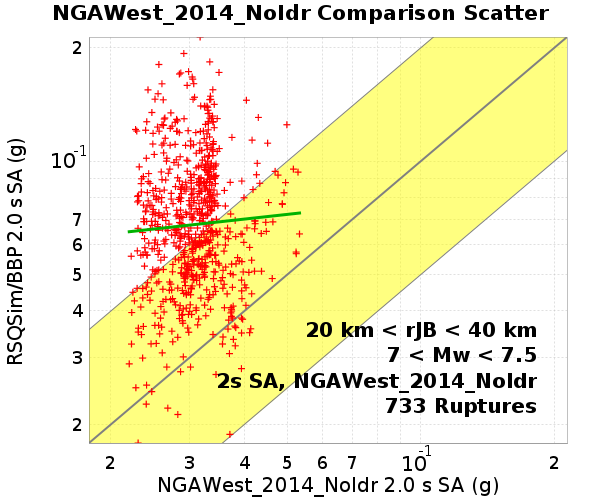 NGAWest_2014_NoIdr Comparison Scatter
RSQSim/BBP 2.0 s SA (g)
2
10-1
7
6
5
4
3
2
20 km < rJB < 40 km
7 < Mw < 7.5
2s SA, NGAWest_2014_NoIdr
733 Ruptures
2 3 4 5 6 7 10-1 2
NGAWest_2014_NoIdr 2.0 s SA (g)